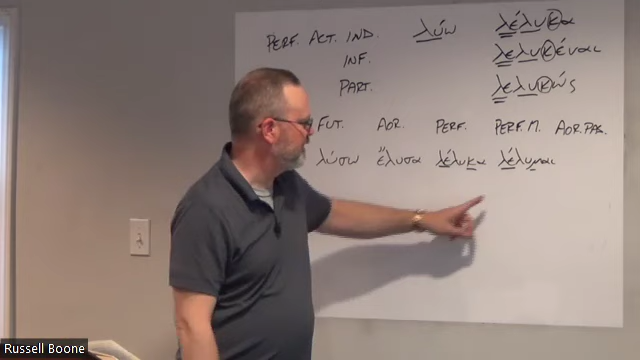 PERF. ACT. IND. λύω λέλυκα
INF. λελυκέναι
PART. λελυκώς
FUT. AOR. PERF. PERF. M. AOR. PAS.
λύσω ἔλυσα λέλυκα λέλυμαι
Russell Boone